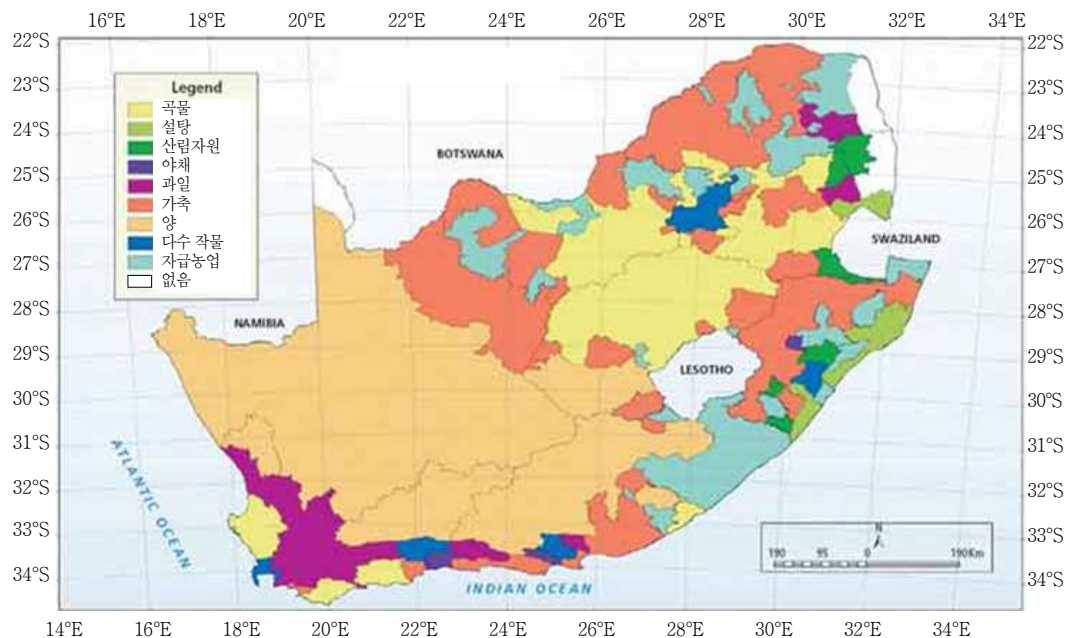 16°E 18°E 20°E 22°E 24°E 26°E 28°E 30°E 32°E 34°E
22°S 22°S
23°S 23°S
Legend
곡물
설탕
산림자원
야채
과일
가축
양
다수 작물
자급농업
없음
24°S 24°S
BOTSWANA
25°S 25°S
26°S 26°S
SWAZILAND
27°S 27°S
28°S 28°S
NAMIBIA
29°S 29°S
LESOTHO
30°S 30°S
31°S 31°S
ATLANTIC OCEAN
32°S 32°S
33°S 33°S
N
190 95 0 190Km
34°S 34°S
INDIAN OCEAN
14°E 16°E 18°E 20°E 22°E 24°E 26°E 28°E 30°E 32°E 34°E